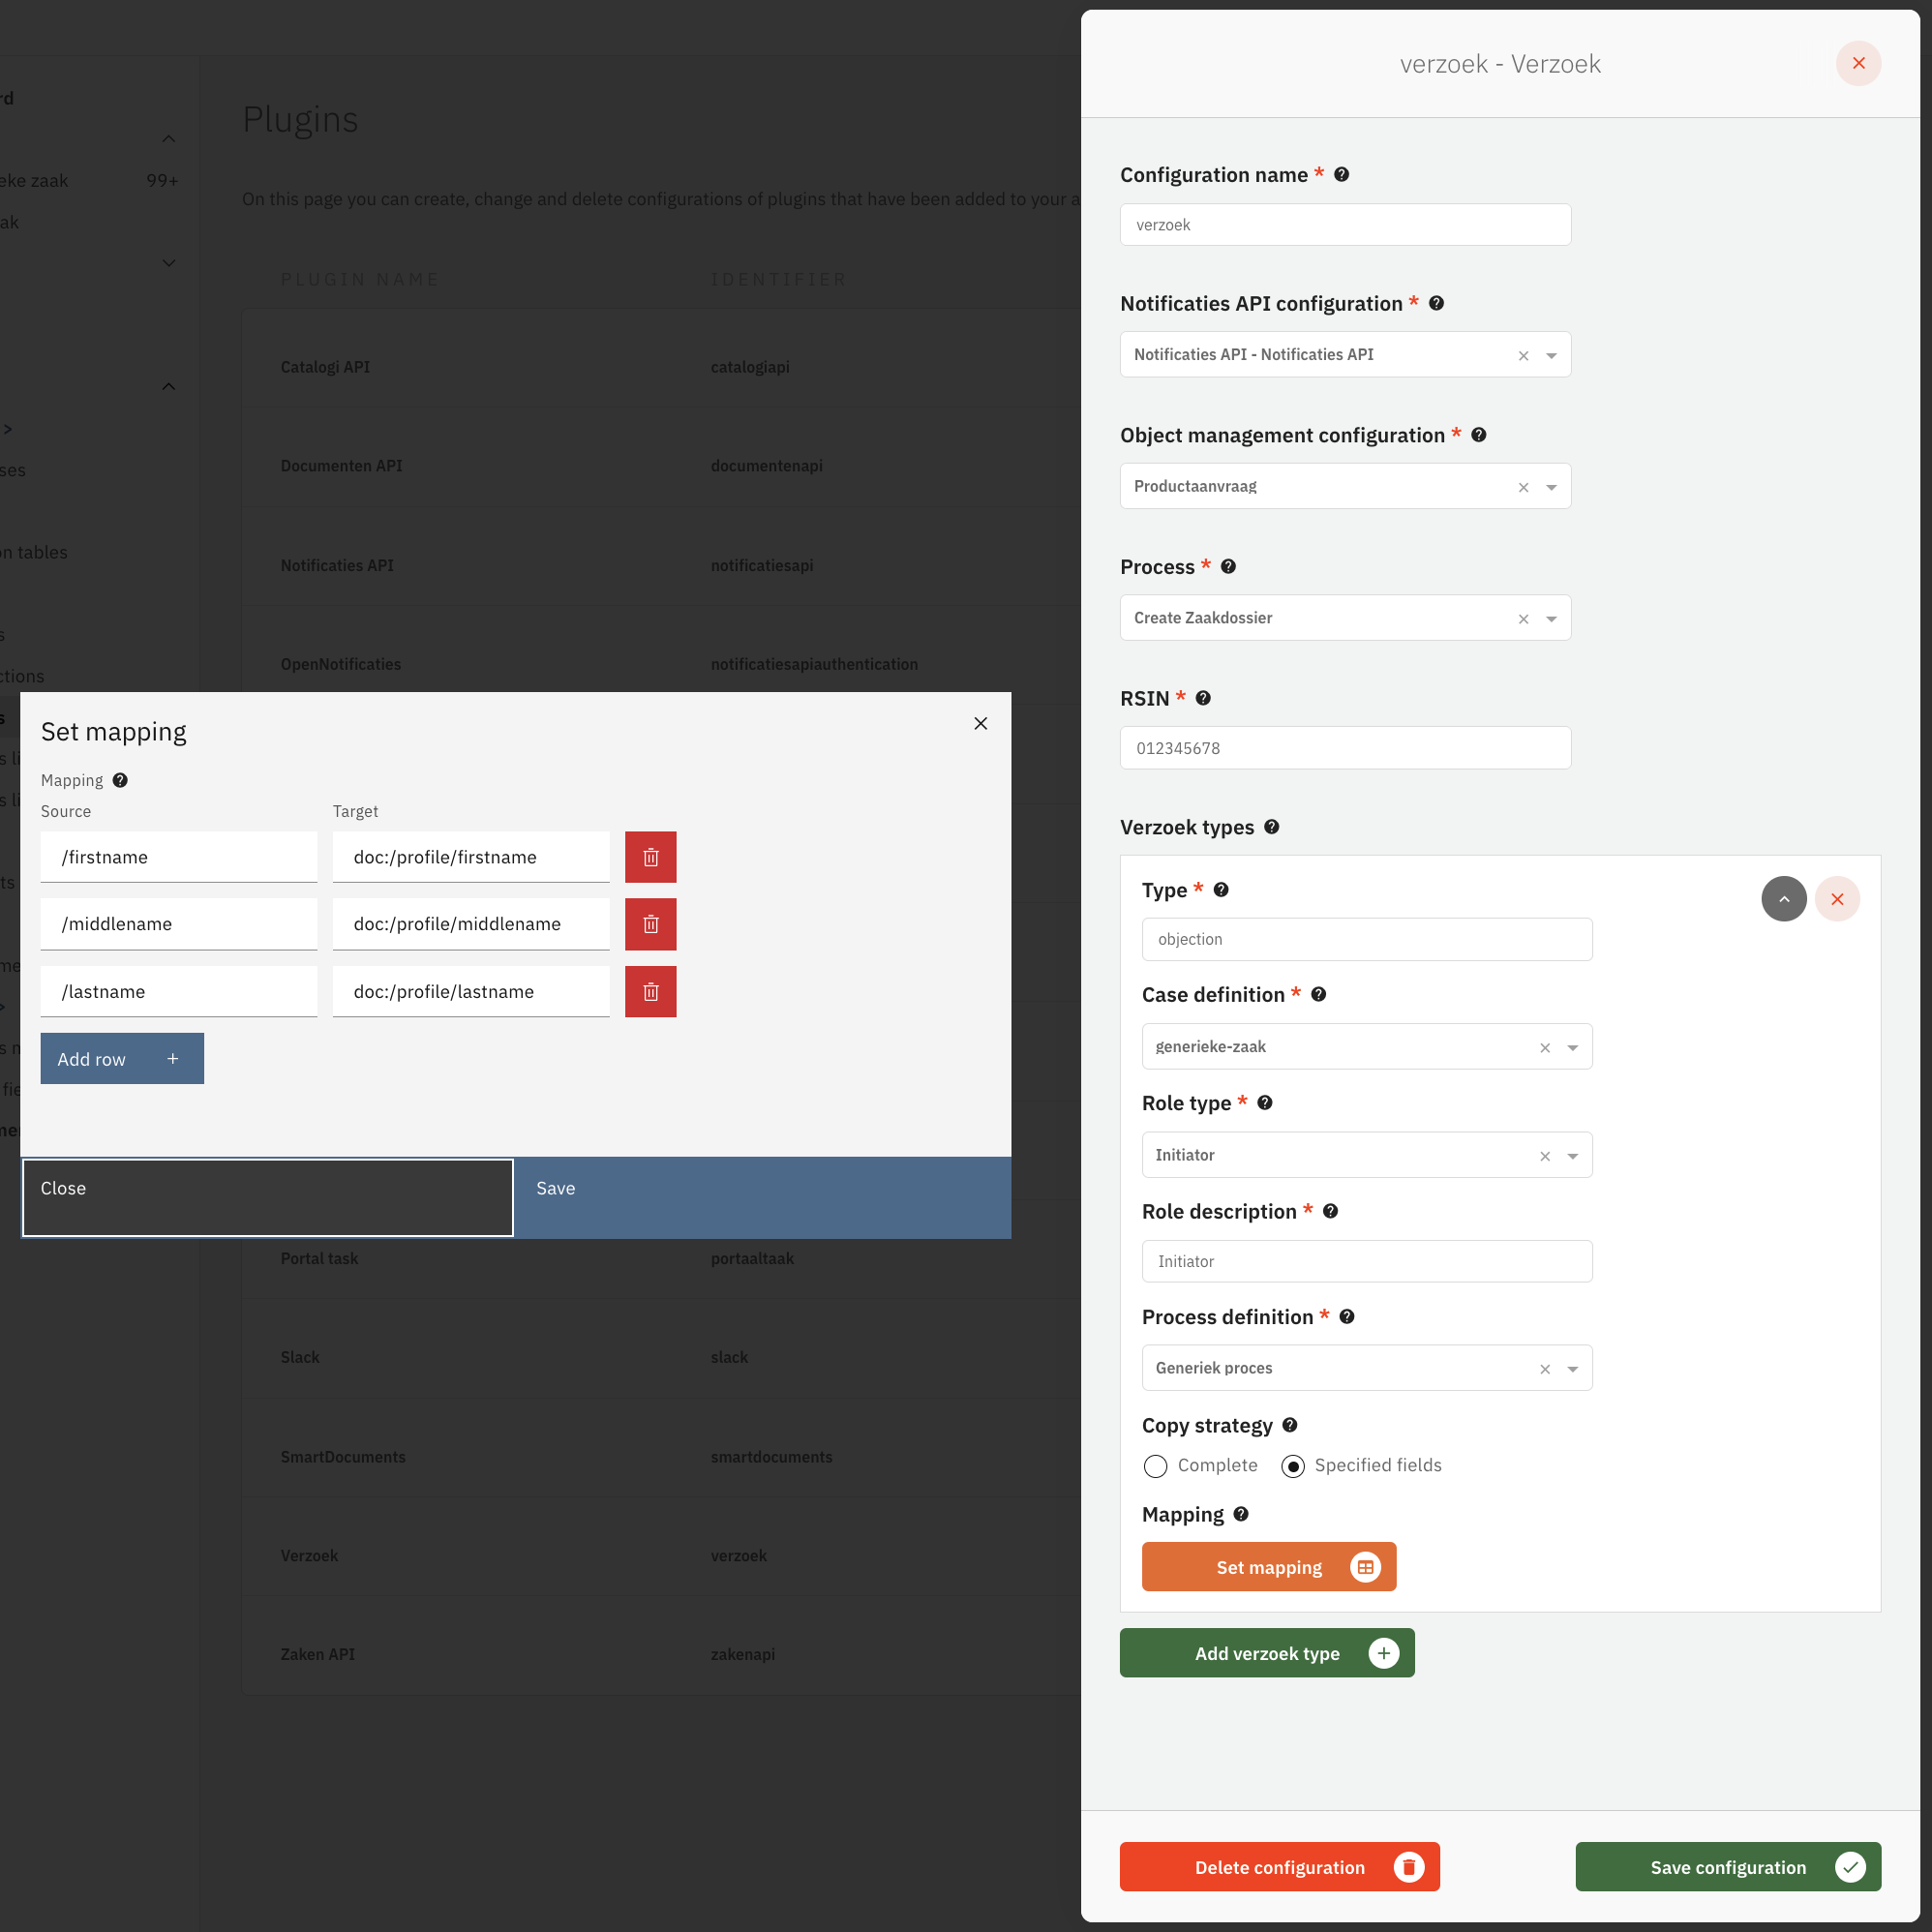 Plugins
99+
On this page you can create, change and delete configurations of plugins that have been added to your
PLUGIN NAME IDENTIFIER
Catalogi API catalogiapi
Documenten API documentenapi
Notificaties API notificatiesapi
OpenNotificaties notificatiesapiauthentication
zaak
tables
Set mapping
Mapping
Source Target
/firstname doc:/profile/firstname
/middlename doc:/profile/middlename
/lastname doc:/profile/lastname
Add row +
Close Save
Portal task portaaltaak
Slack slack
SmartDocuments smartdocuments
Verzoek verzoek
Zaken API zakenapi
verzoek - Verzoek
Configuration name *
verzoek
Notificaties API configuration *
Notificaties API - Notificaties API
Object management configuration *
Productaanvraag
Process *
Create Zaakdossier
RSIN *
012345678
Verzoek types
Type *
objection
Case definition *
generieke-zaak
Role type *
Initiator
Role description *
Initiator
Process definition *
Generiek proces
Copy strategy
Complete Specified fields
Mapping
Set mapping
Add verzoek type
Delete configuration Save configuration